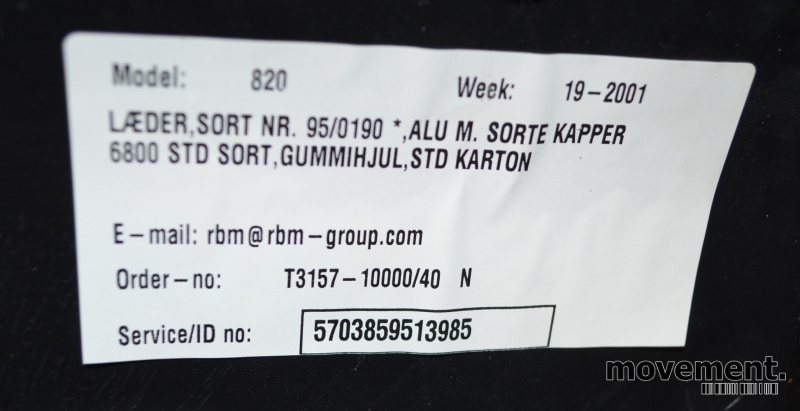 Model: 820 Week: 19-2001
LÆDER,SORT NR. 95/0190 *,ALU M. SORTE KAPPER
6800 STD SORT,GUMMIHJUL,STD KARTON
E-mail: rbm@rbm-group.com
Order-no: T3157-10000/40 N
Service/ID no: 5703859513985
movement.